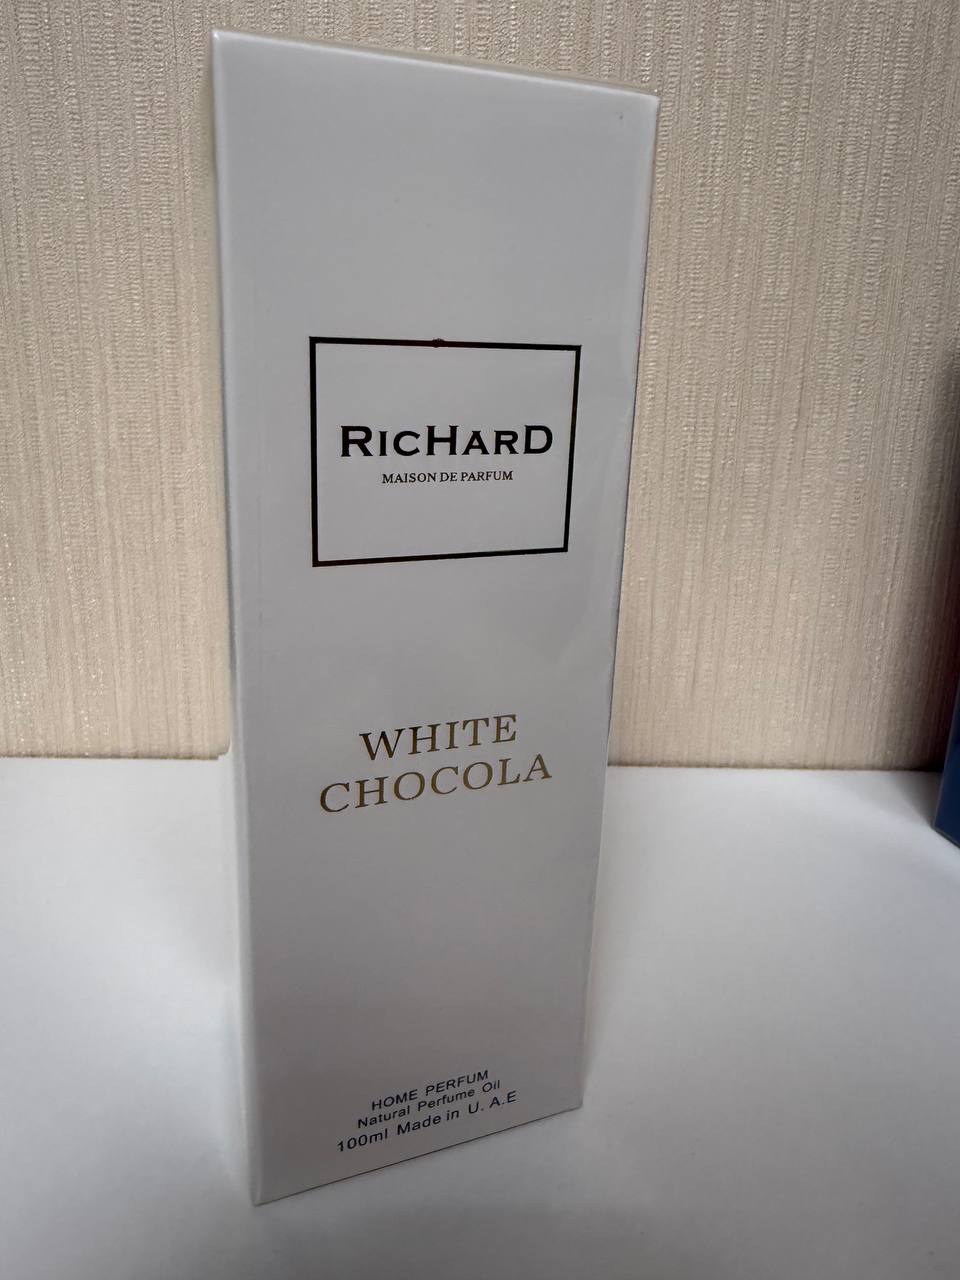 RicHarD
MAISON DE PARFUM
WHITE
CHOCOLA
HOME PERFUM
Natural Perfume Oil
100ml Made in U. A.E